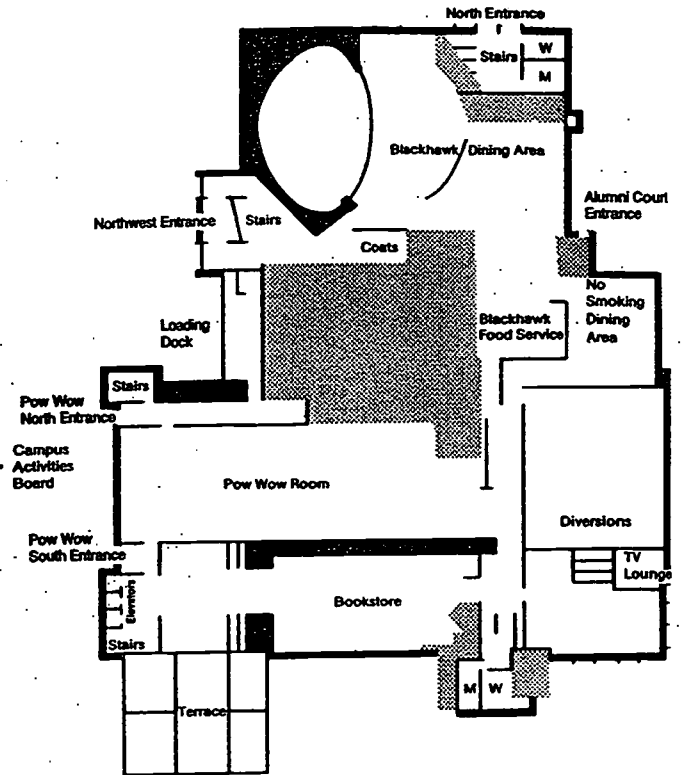 North Entrance
W
Stairs
M
Blackhawk Dining Area
Alumni Court
Entrance
Northwest Entrance
Stairs
Coats
No
Smoking
Dining
Area
Loading
Dock
Blackhawk
Food Service
Stairs
Pow Wow
North Entrance
Campus
Activities
Board
Pow Wow Room
Diversions
Pow Wow
South Entrance
TV
Lounge
Elevators
Bookstore
Stairs
M W
Terrace